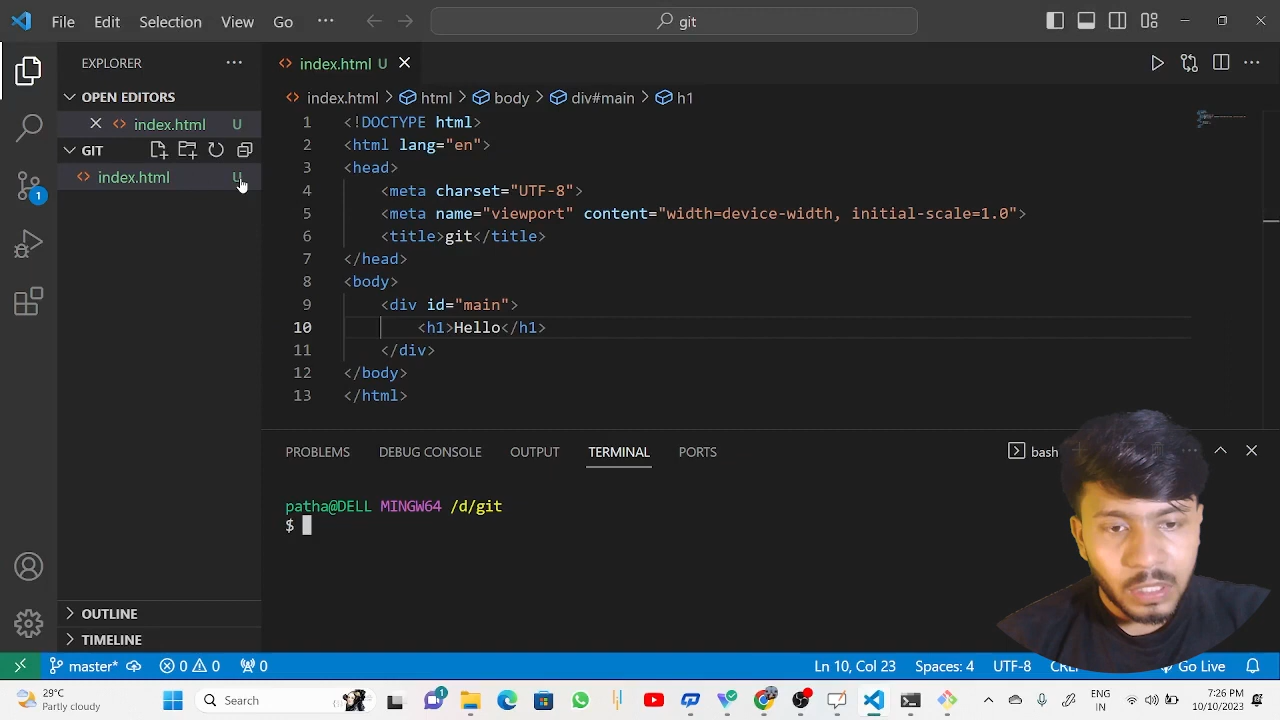 File Edit Selection View Go ··· git
EXPLORER ···
OPEN EDITORS
index.html U
GIT
index.html U
1
index.html U
index.html > html > body > div#main > h1
1 <!DOCTYPE html>
2 <html lang="en">
3 <head>
4 <meta charset="UTF-8">
5 <meta name="viewport" content="width=device-width, initial-scale=1.0">
6 <title>git</title>
7 </head>
8 <body>
9 <div id="main">
10 <h1>Hello</h1>
11 </div>
12 </body>
13 </html>
PROBLEMS DEBUG CONSOLE OUTPUT TERMINAL PORTS bash
patha@DELL MINGW64 /d/git
$
OUTLINE
TIMELINE
master* 0 0 0 Ln 10, Col 23 Spaces: 4 UTF-8 Go Live
29°C
Partly cloudy
Search
1
ENG
IN
7:26 PM
10/10/2023